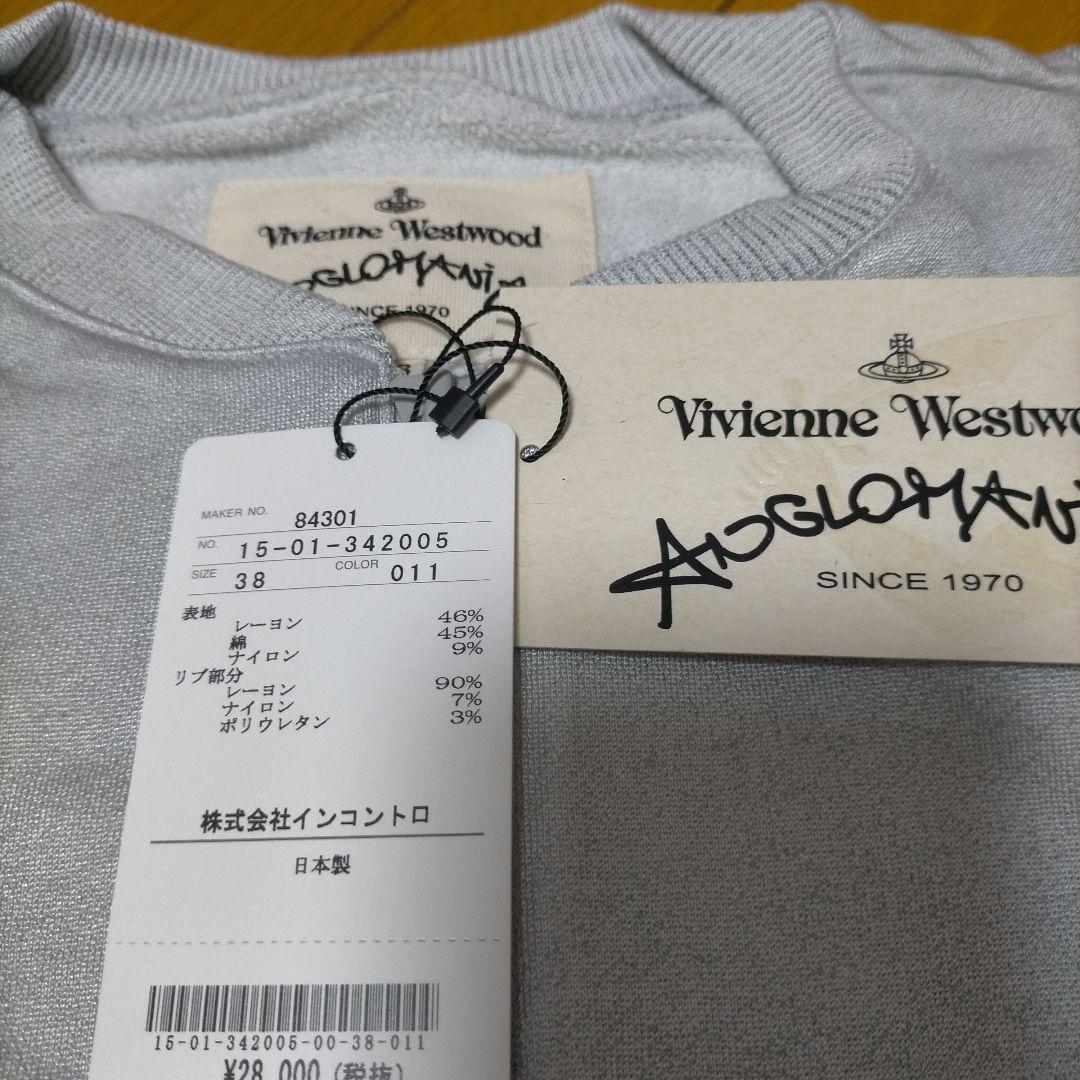 Vivienne Westwood
SINCE 1970
Vivienne
ANGLOMANI
SINCE 1970
MAKER NO. 84301
NO. 15-01-342005
SIZE 38 COLOR 011
表地
レーヨン 46%
綿 45%
ナイロン 9%
リブ部分
レーヨン 90%
ナイロン 7%
ポリウレタン 3%
株式会社インコントロ
日本製
15-01-342005-00-38-011
¥28,000(税抜)